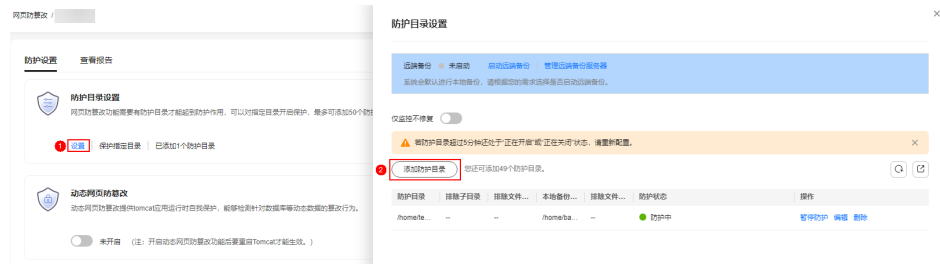 网页防篡改 /
防护设置 查看报告
防护目录设置
网页防篡改功能需要有防护目录才能起到防护作用，可以对指定目录开启保护，最多可添加50个防
1 设置 保护指定目录 已添加1个防护目录
动态网页防篡改
动态网页防篡改提供tomcat应用运行时自我保护，能够检测针对数据库等动态数据的篡改行为。
未开启 （注：开启动态网页防篡改功能后要重启Tomcat才能生效。）
防护目录设置
远端备份 未启动 启动远端备份 管理远端备份服务器
系统会默认进行本地备份，请根据您的需求选择是否启动远端备份。
仅监控不修复
若防护目录超过5分钟还处于“正在开启”或“正在关闭”状态，请重新配置。
2 添加防护目录 您还可添加49个防护目录。
防护目录 排除子目录 排除文件... 本地备份... 排除文件... 防护状态 操作
/home/te... -- -- /home/ba... -- 防护中 暂停防护 编辑 删除